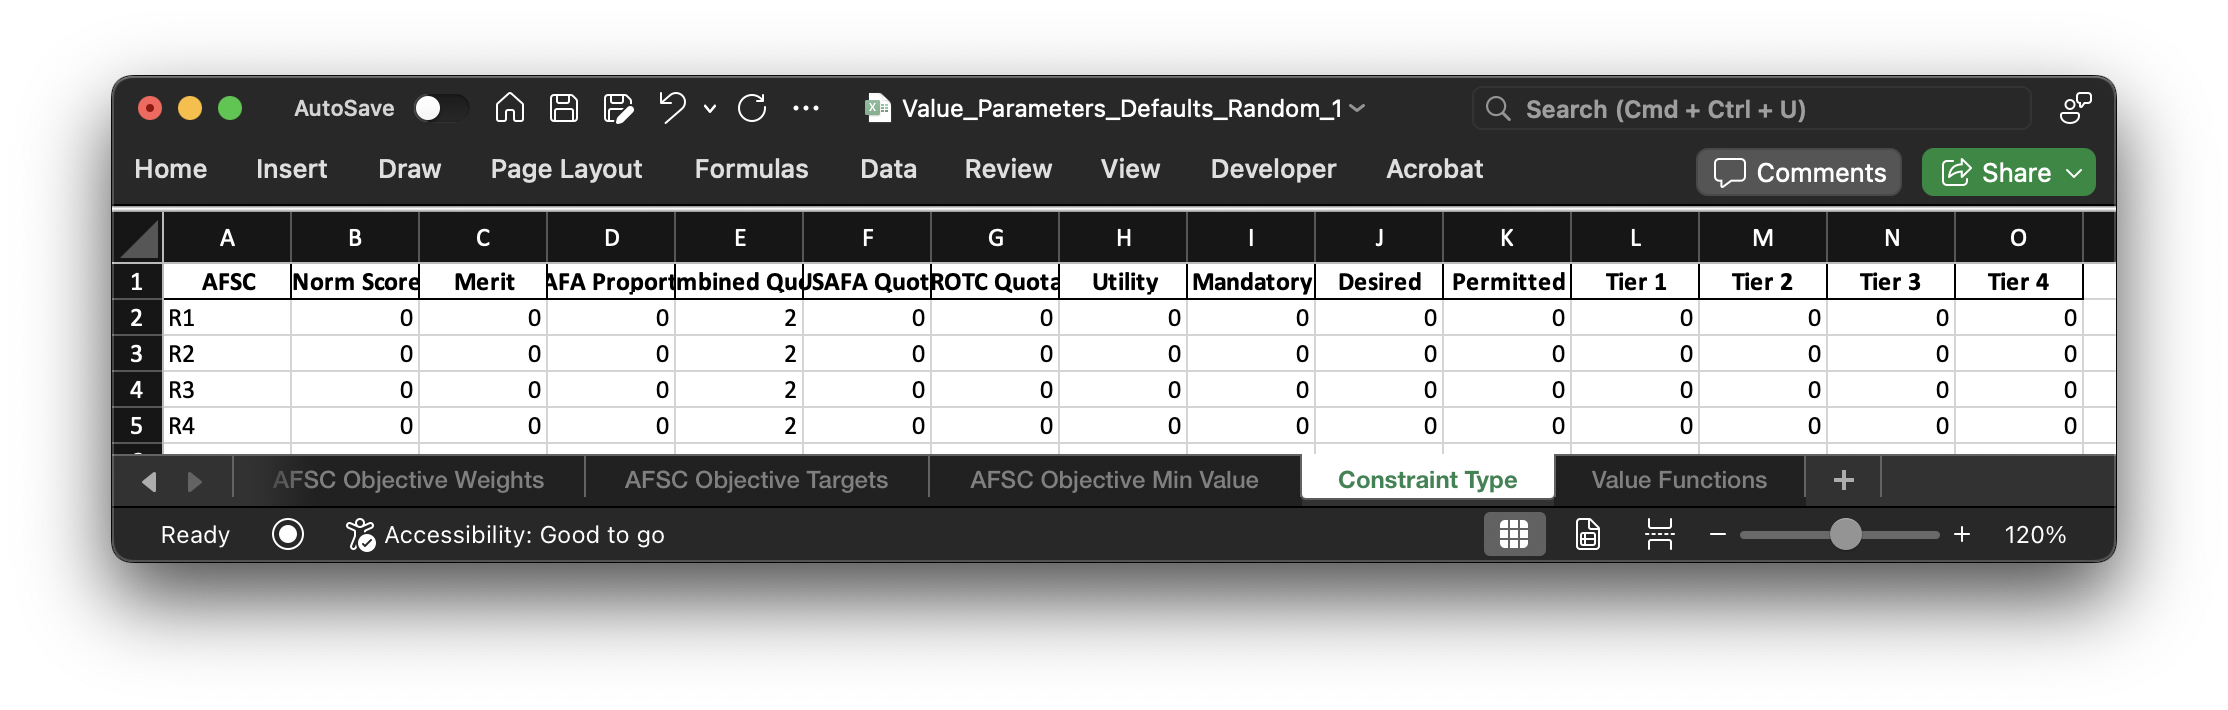 AutoSave Value_Parameters_Defaults_Random_1 Search (Cmd + Ctrl + U)
Home Insert Draw Page Layout Formulas Data Review View Developer Acrobat Comments Share
A B C D E F G H I J K L M N O
1 AFSC Norm Score Merit AFA Proport mbined Quo USAFA Quot ROTC Quota Utility Mandatory Desired Permitted Tier 1 Tier 2 Tier 3 Tier 4
2 R1 0 0 0 2 0 0 0 0 0 0 0 0 0 0
3 R2 0 0 0 2 0 0 0 0 0 0 0 0 0 0
4 R3 0 0 0 2 0 0 0 0 0 0 0 0 0 0
5 R4 0 0 0 2 0 0 0 0 0 0 0 0 0 0
AFSC Objective Weights AFSC Objective Targets AFSC Objective Min Value Constraint Type Value Functions +
Ready Accessibility: Good to go − + 120%